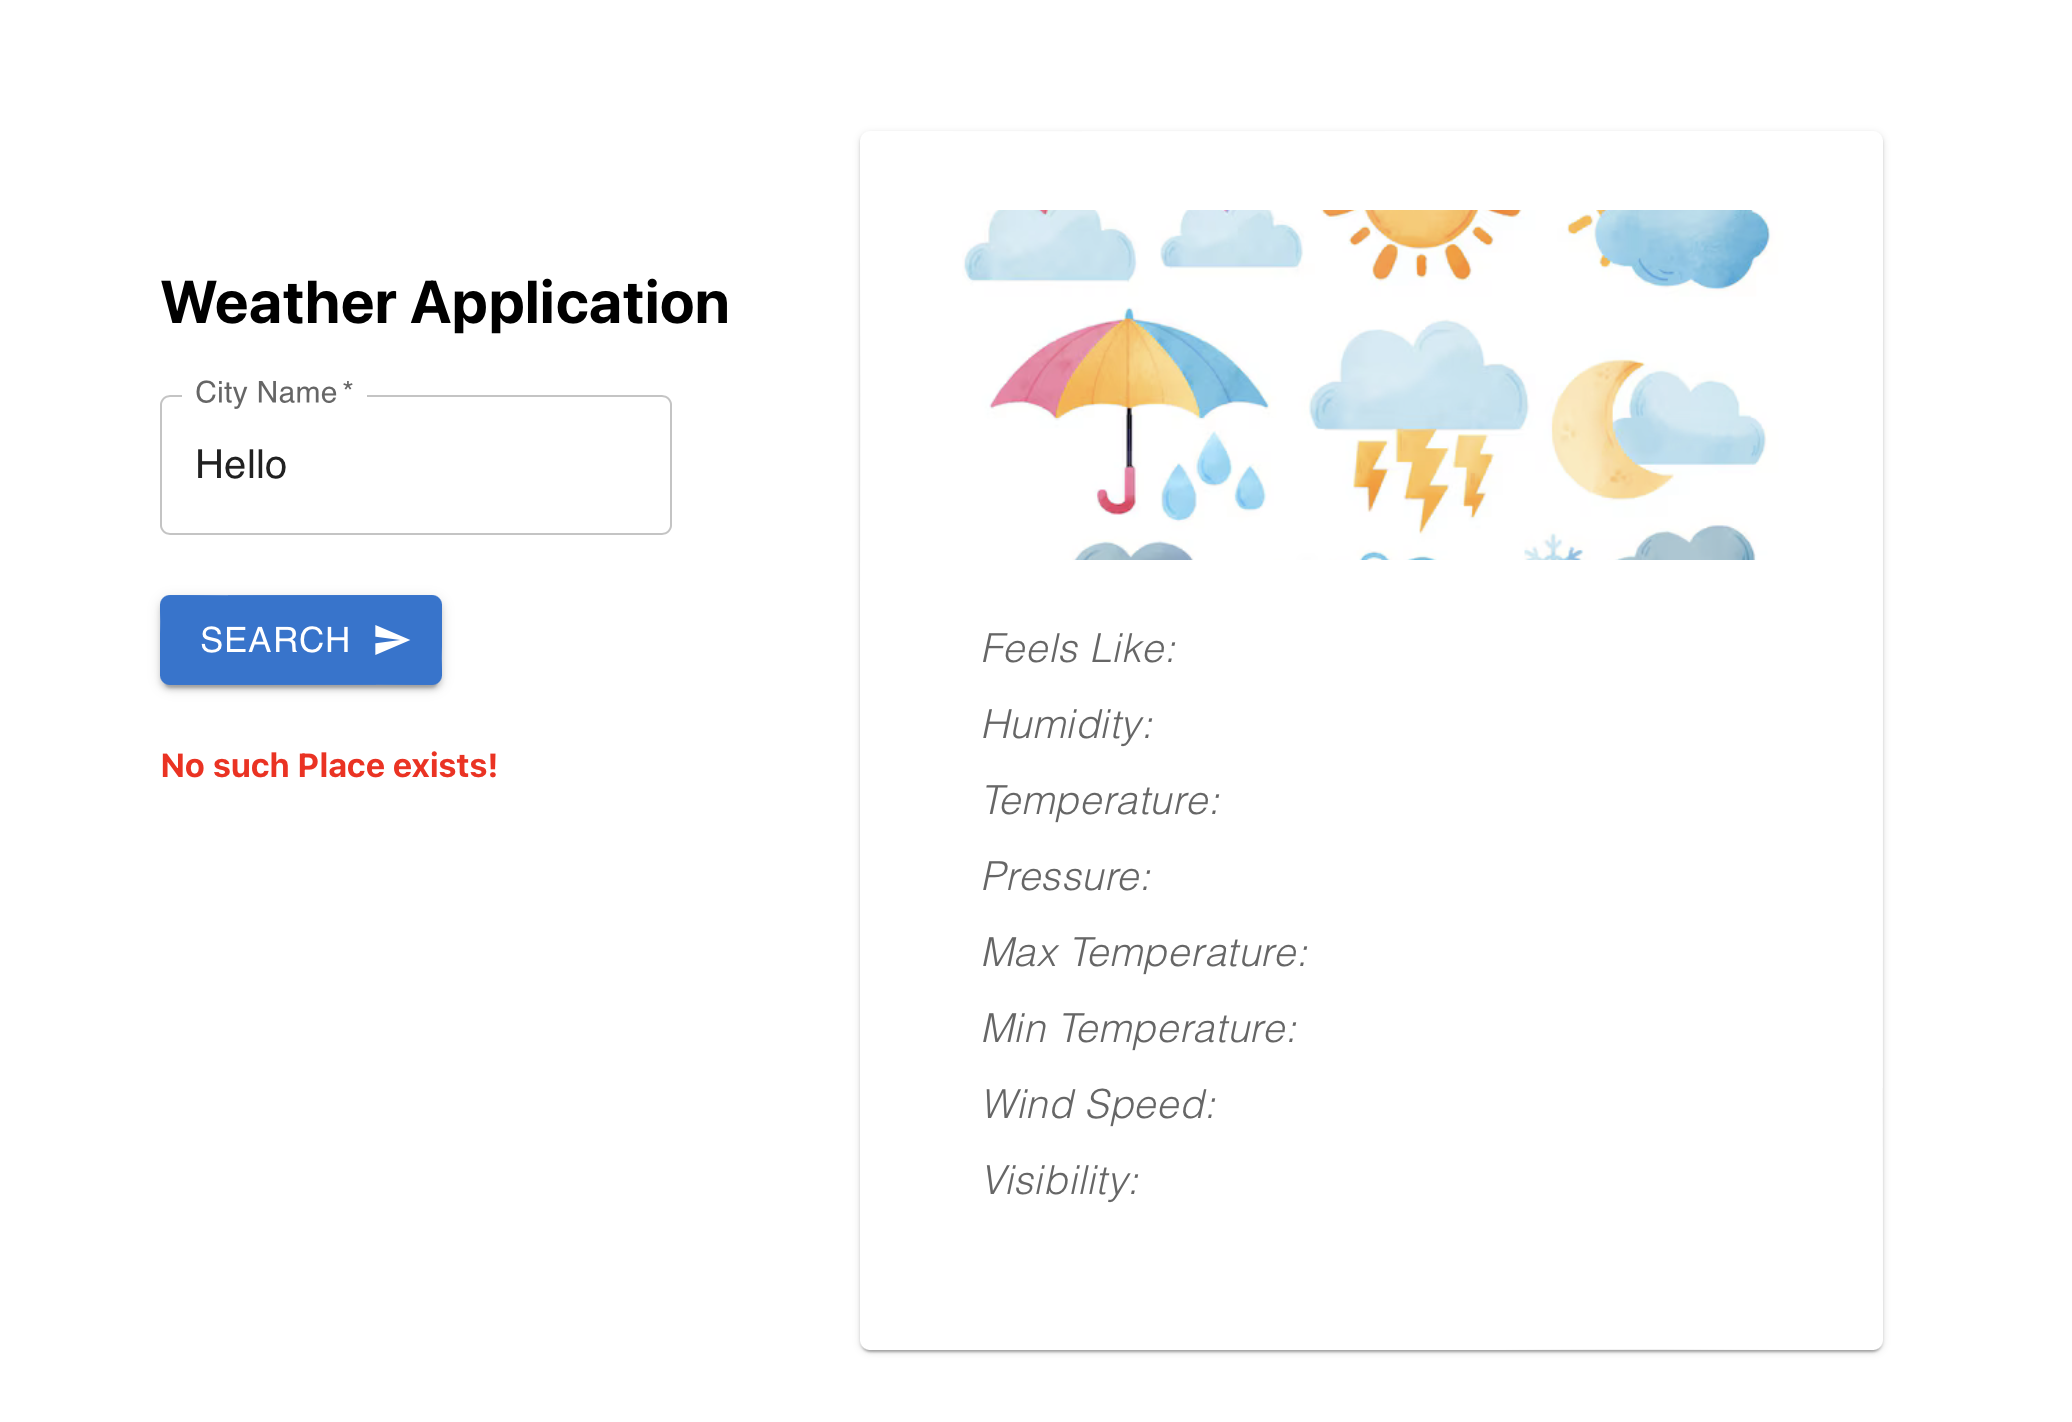 Weather Application
City Name *
Hello
SEARCH
No such Place exists!
Feels Like:
Humidity:
Temperature:
Pressure:
Max Temperature:
Min Temperature:
Wind Speed:
Visibility: